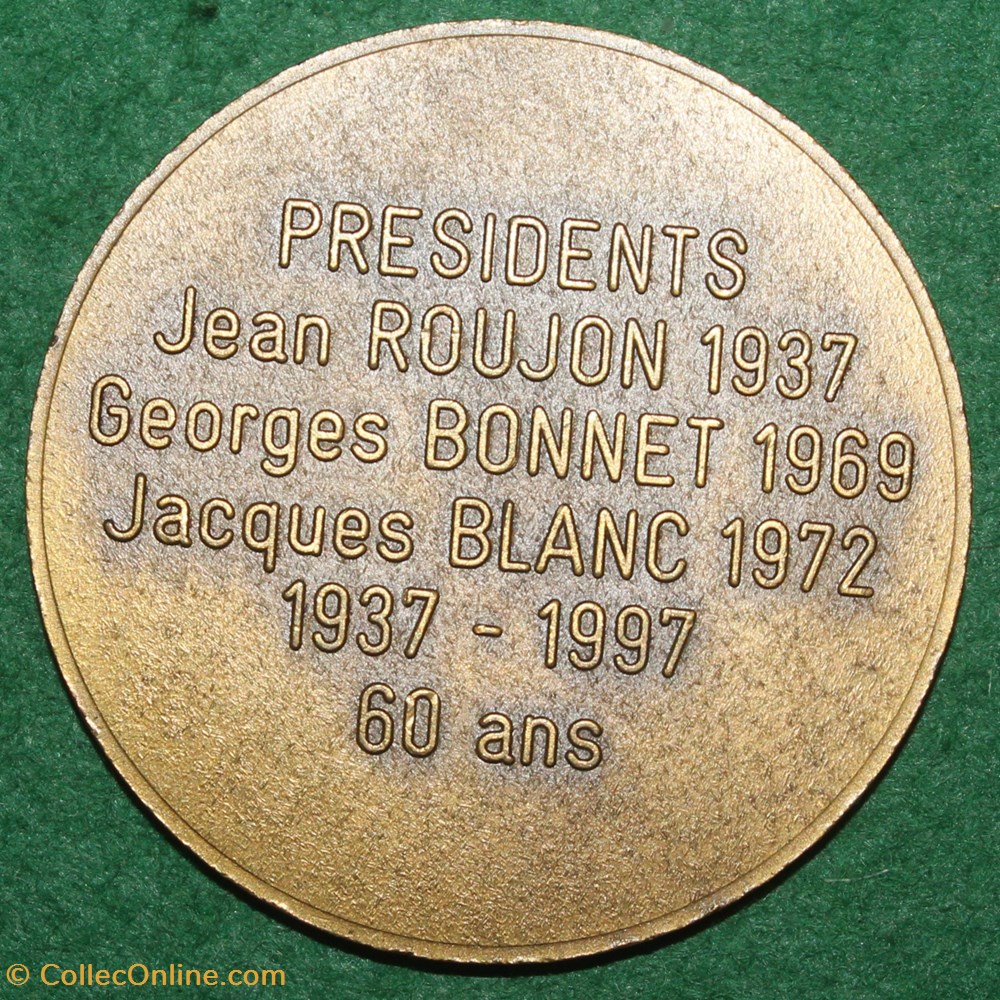 PRESIDENTS
Jean ROUJON 1937
Georges BONNET 1969
Jacques BLANC 1972
1937 - 1997
60 ans
© CollecOnline.com